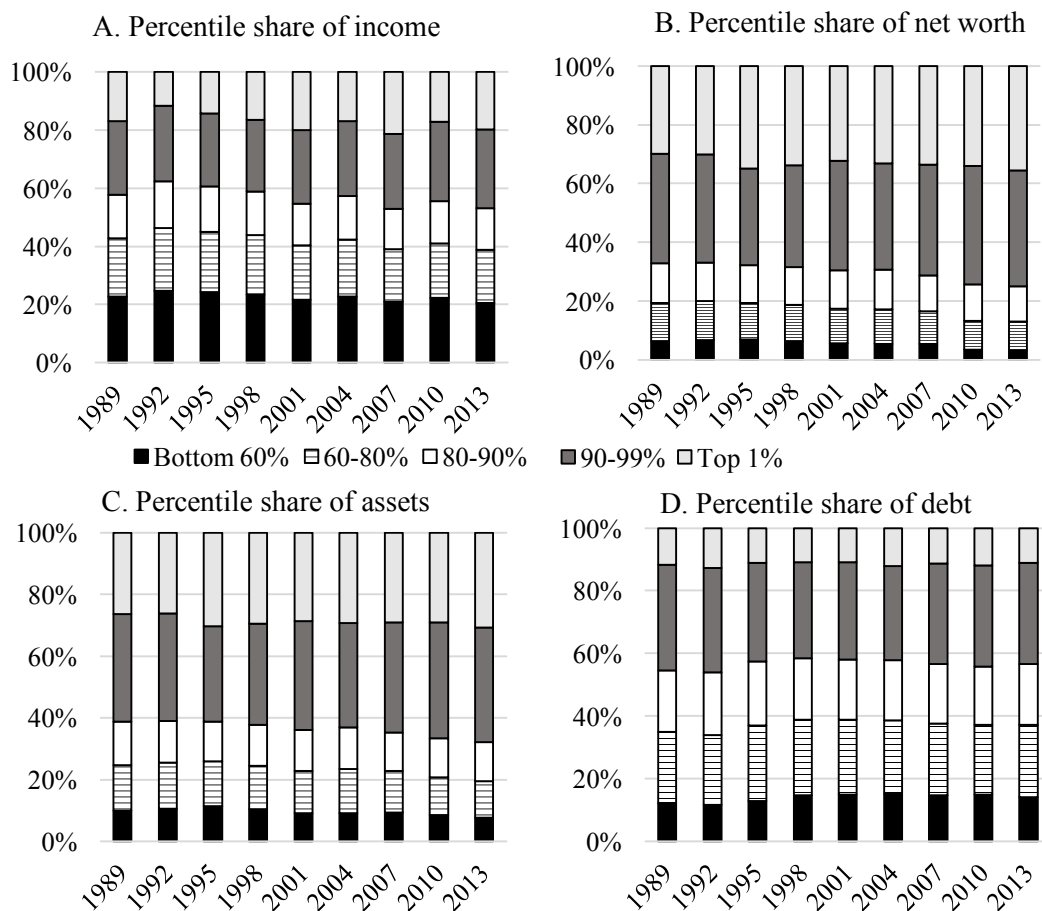 A. Percentile share of income
100%
80%
60%
40%
20%
0%
1989 1992 1995 1998 2001 2004 2007 2010 2013
B. Percentile share of net worth
100%
80%
60%
40%
20%
0%
1989 1992 1995 1998 2001 2004 2007 2010 2013
Bottom 60% 60-80% 80-90% 90-99% Top 1%
C. Percentile share of assets
100%
80%
60%
40%
20%
0%
1989 1992 1995 1998 2001 2004 2007 2010 2013
D. Percentile share of debt
100%
80%
60%
40%
20%
0%
1989 1992 1995 1998 2001 2004 2007 2010 2013